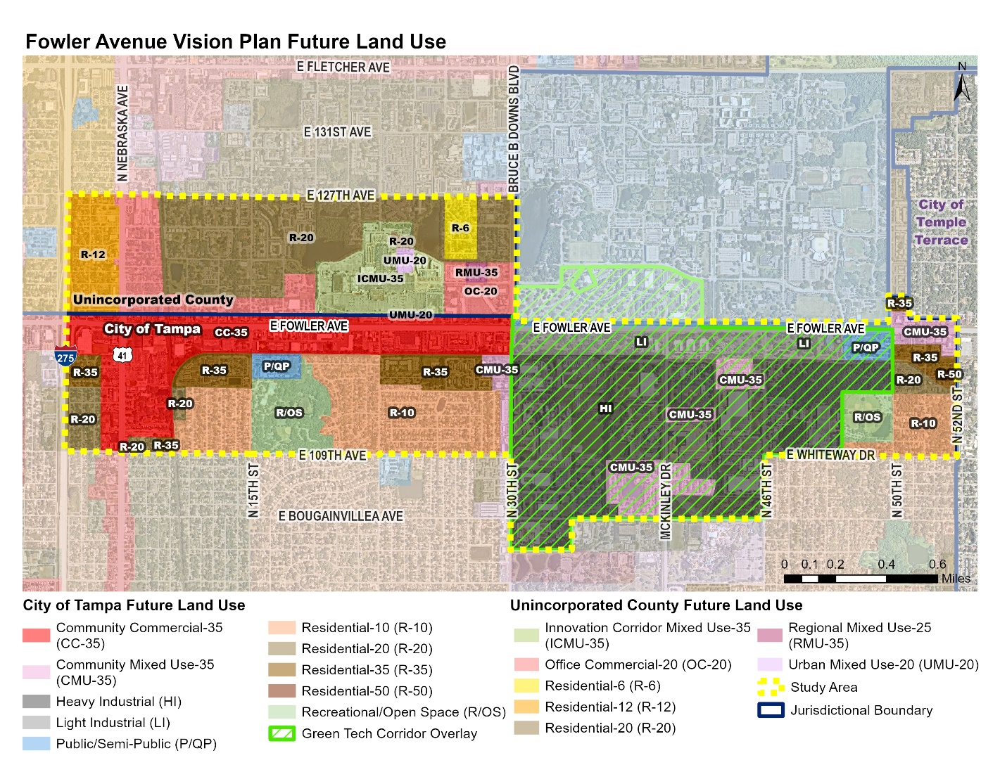 Fowler Avenue Vision Plan Future Land Use
E FLETCHER AVE
N
N NEBRASKA AVE
BRUCE B DOWNS BLVD
E 131ST AVE
E 127TH AVE
City of
Temple
Terrace
R-6
R-20
R-20
R-12
UMU-20
RMU-35
ICMU-35
OC-20
Unincorporated County
R-35
UMU-20
City of Tampa
CC-35
E FOWLER AVE
E FOWLER AVE
E FOWLER AVE
CMU-35
LI
LI
P/QP
275
41
R-35
R-35
P/QP
R-35
CMU-35
R-35
R-50
CMU-35
R-20
R-20
HI
R-20
R/OS
R-10
CMU-35
R/OS
R-10
N 52ND ST
R-20
R-35
E 109TH AVE
E WHITEWAY DR
CMU-35
N 15TH ST
N 30TH ST
MCKINLEY DR
N 46TH ST
N 50TH ST
E BOUGAINVILLEA AVE
0 0.1 0.2 0.4 0.6
Miles
City of Tampa Future Land Use
Community Commercial-35
(CC-35)
Community Mixed Use-35
(CMU-35)
Heavy Industrial (HI)
Light Industrial (LI)
Public/Semi-Public (P/QP)
Residential-10 (R-10)
Residential-20 (R-20)
Residential-35 (R-35)
Residential-50 (R-50)
Recreational/Open Space (R/OS)
Green Tech Corridor Overlay
Unincorporated County Future Land Use
Innovation Corridor Mixed Use-35
(ICMU-35)
Office Commercial-20 (OC-20)
Residential-6 (R-6)
Residential-12 (R-12)
Residential-20 (R-20)
Regional Mixed Use-25
(RMU-35)
Urban Mixed Use-20 (UMU-20)
Study Area
Jurisdictional Boundary